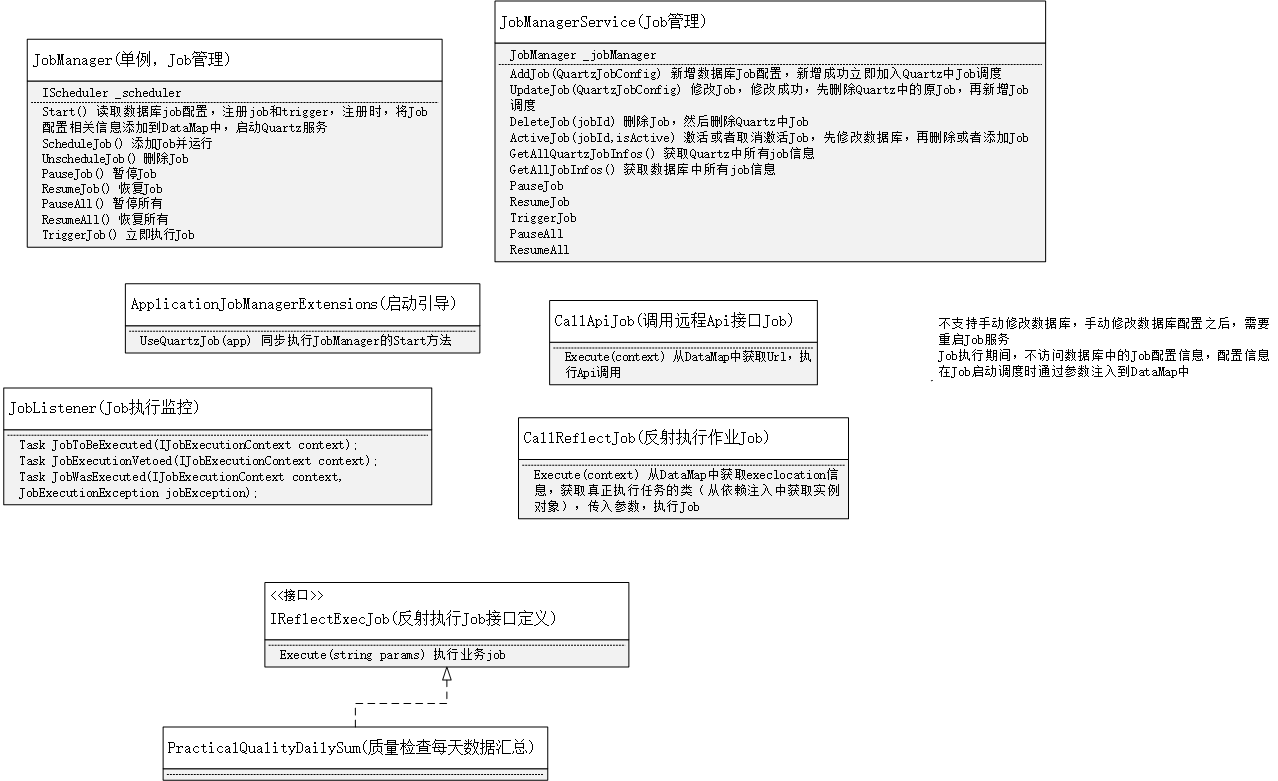 JobManager(单例，Job管理)
IScheduler _scheduler
Start() 读取数据库job配置，注册job和trigger，注册时，将Job
配置相关信息添加到DataMap中，启动Quartz服务
ScheduleJob() 添加Job并运行
UnscheduleJob() 删除Job
PauseJob() 暂停Job
ResumeJob() 恢复Job
PauseAll() 暂停所有
ResumeAll() 恢复所有
TriggerJob() 立即执行Job
JobManagerService(Job管理)
JobManager _jobManager
AddJob(QuartzJobConfig) 新增数据库Job配置，新增成功立即加入Quartz中Job调度
UpdateJob(QuartzJobConfig) 修改Job，修改成功，先删除Quartz中的原Job，再新增Job
调度
DeleteJob(jobId) 删除Job，然后删除Quartz中Job
ActiveJob(jobId,isActive) 激活或者取消激活Job，先修改数据库，再删除或者添加Job
GetAllQuartzJobInfos() 获取Quartz中所有job信息
GetAllJobInfos() 获取数据库中所有job信息
PauseJob
ResumeJob
TriggerJob
PauseAll
ResumeAll
ApplicationJobManagerExtensions(启动引导)
UseQuartzJob(app) 同步执行JobManager的Start方法
CallApiJob(调用远程Api接口Job)
Execute(context) 从DataMap中获取Url，执
行Api调用
不支持手动修改数据库，手动修改数据库配置之后，需要
重启Job服务
Job执行期间，不访问数据库中的Job配置信息，配置信息
在Job启动调度时通过参数注入到DataMap中
JobListener(Job执行监控)
Task JobToBeExecuted(IJobExecutionContext context);
Task JobExecutionVetoed(IJobExecutionContext context);
Task JobWasExecuted(IJobExecutionContext context,
JobExecutionException jobException);
CallReflectJob(反射执行作业Job)
Execute(context) 从DataMap中获取execlocation信
息，获取真正执行任务的类（从依赖注入中获取实例
对象），传入参数，执行Job
<<接口>>
IReflectExecJob(反射执行Job接口定义)
Execute(string params) 执行业务job
PracticalQualityDailySum(质量检查每天数据汇总)